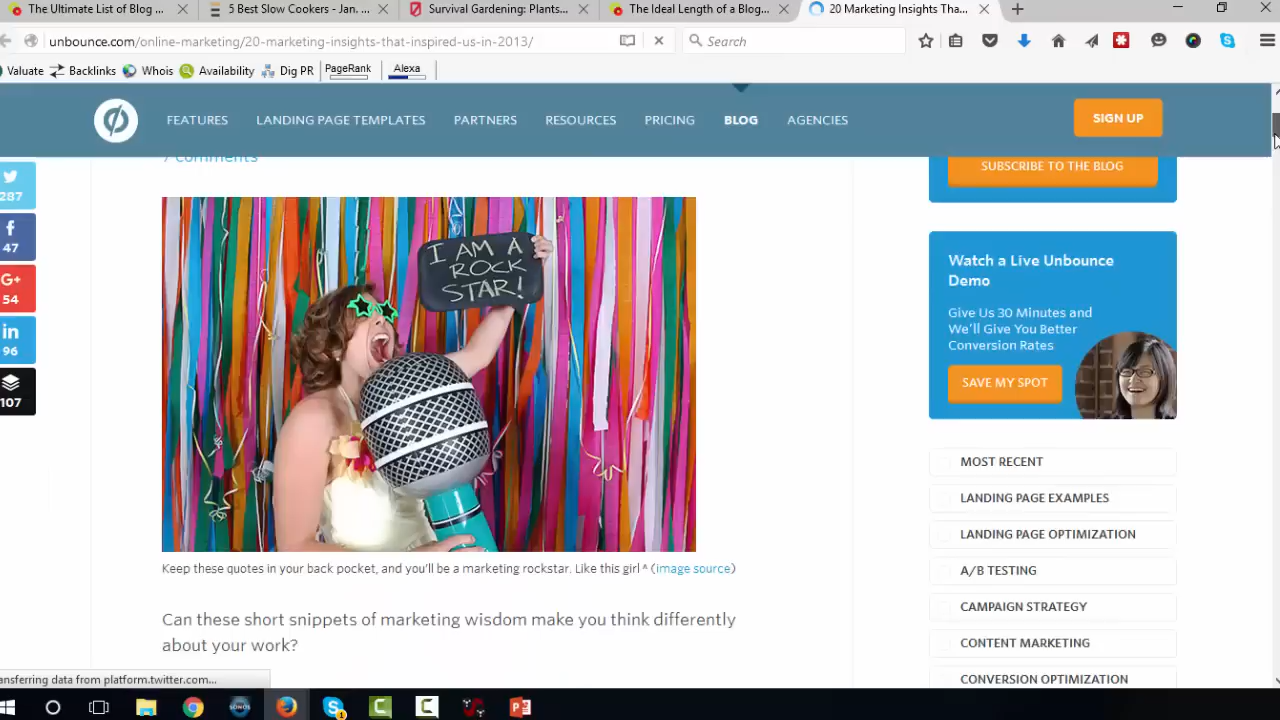 The Ultimate List of Blog ...
5 Best Slow Cookers - Jan. ...
Survival Gardening: Plants...
The Ideal Length of a Blog...
20 Marketing Insights Tha...
unbounce.com/online-marketing/20-marketing-insights-that-inspired-us-in-2013/
Search
Valuate
Backlinks
Whois
Availability
Dig PR
PageRank
Alexa
FEATURES
LANDING PAGE TEMPLATES
PARTNERS
RESOURCES
PRICING
BLOG
AGENCIES
SIGN UP
7 comments
SUBSCRIBE TO THE BLOG
287
47
G+
54
in
96
107
I AM A
ROCK
STAR!
Watch a Live Unbounce
Demo
Give Us 30 Minutes and
We'll Give You Better
Conversion Rates
SAVE MY SPOT
MOST RECENT
LANDING PAGE EXAMPLES
LANDING PAGE OPTIMIZATION
A/B TESTING
CAMPAIGN STRATEGY
CONTENT MARKETING
CONVERSION OPTIMIZATION
Keep these quotes in your back pocket, and you'll be a marketing rockstar. Like this girl ^ (image source)
Can these short snippets of marketing wisdom make you think differently
about your work?
ansferring data from platform.twitter.com...